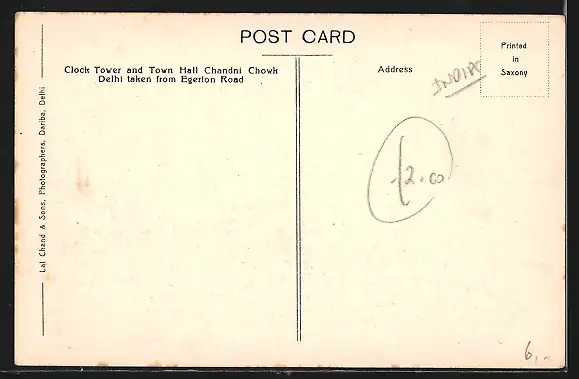 POST CARD
Clock Tower and Town Hall Chandni Chowk
Delhi taken from Egerton Road
Address
INDIA
Printed
in
Saxony
Lal Chand & Sons, Photographers, Dariba, Delhi
£2.00
6,-